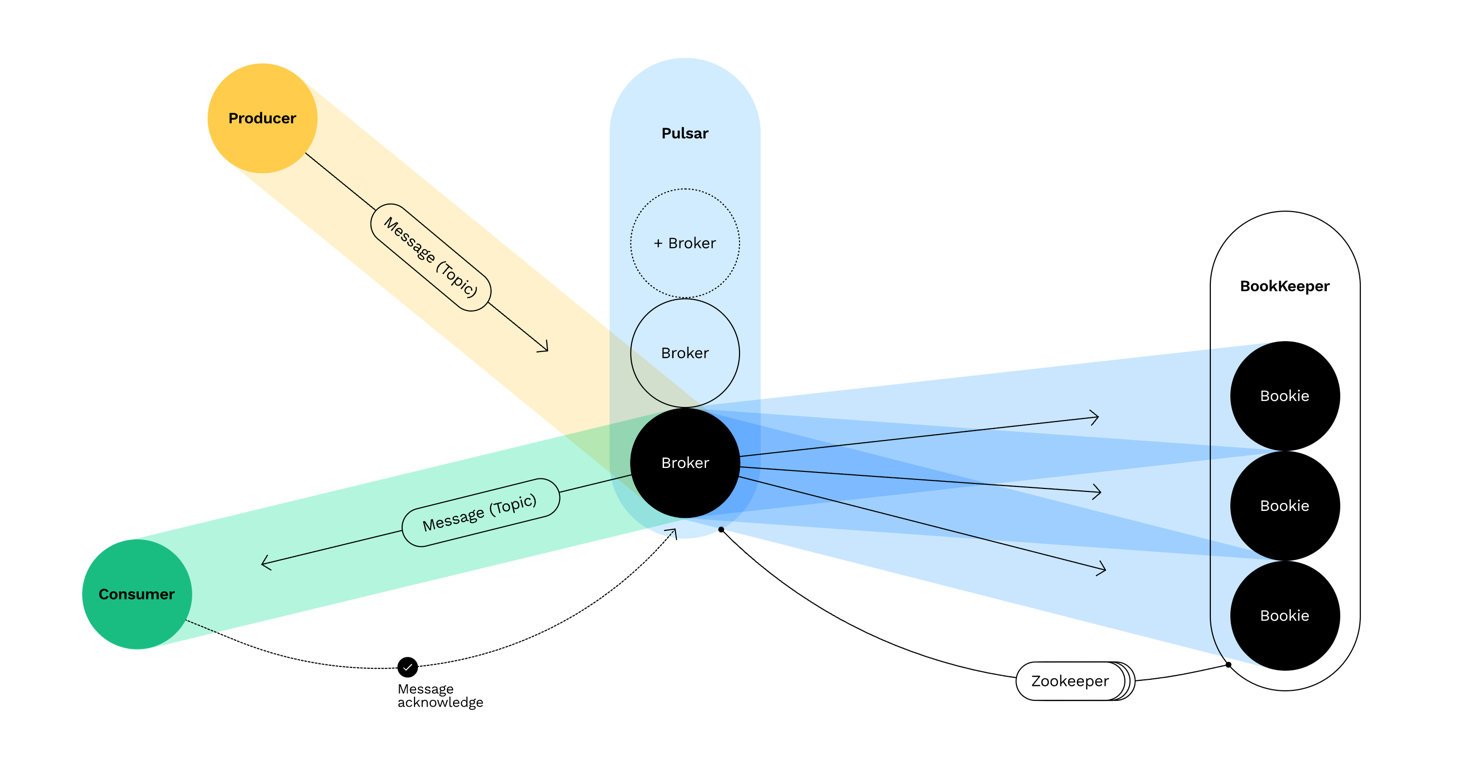 Producer
Message (Topic)
Pulsar
+ Broker
Broker
Broker
Message (Topic)
Consumer
Message
acknowledge
BookKeeper
Bookie
Bookie
Bookie
Zookeeper